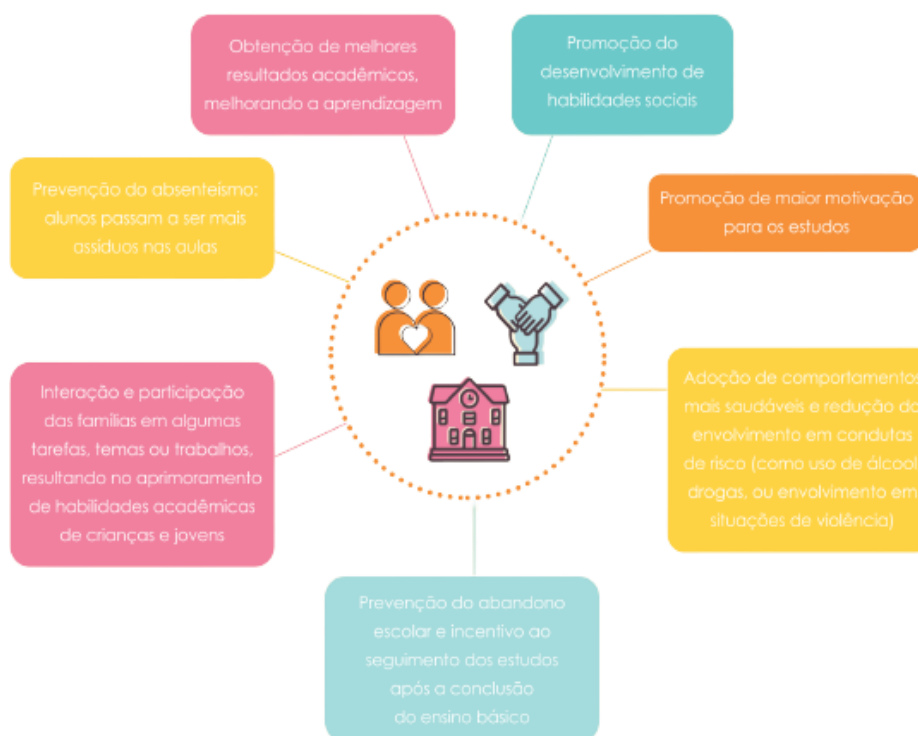 Obtenção de melhores
resultados acadêmicos,
melhorando a aprendizagem
Promoção do
desenvolvimento de
habilidades sociais
Prevenção do absenteísmo:
alunos passam a ser mais
assíduos nas aulas
Promoção de maior motivação
para os estudos
Interação e participação
das famílias em algumas
tarefas, temas ou trabalhos,
resultando no aprimoramento
de habilidades acadêmicas
de crianças e jovens
Adoção de comportamentos
mais saudáveis e redução do
envolvimento em condutas
de risco (como uso de álcool,
drogas, ou envolvimento em
situações de violência)
Prevenção do abandono
escolar e incentivo ao
seguimento dos estudos
após a conclusão
do ensino básico